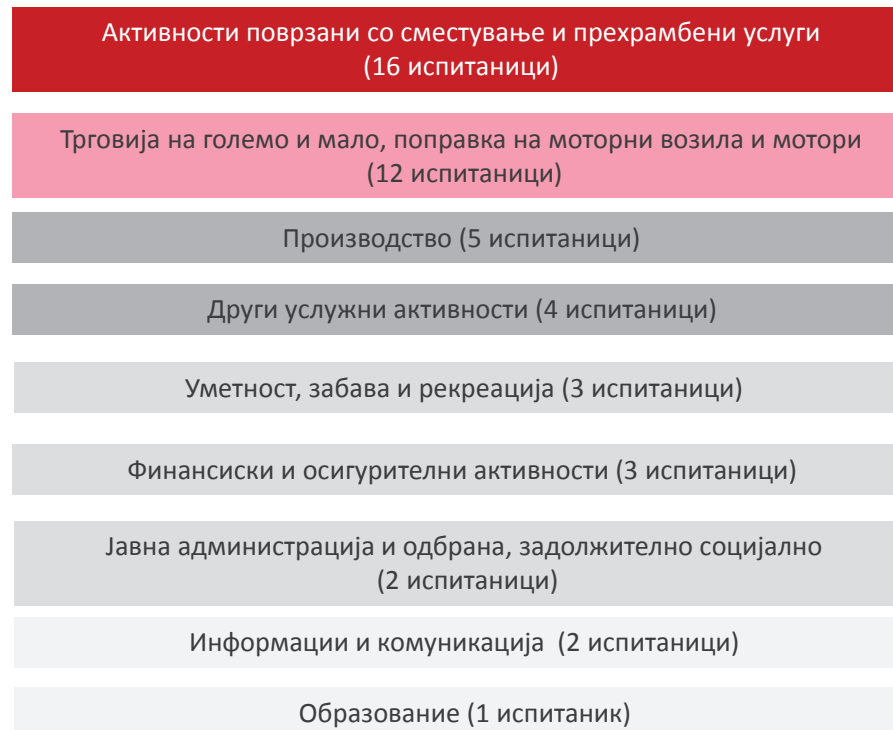 Активности поврзани со сместување и прехрамбени услуги
(16 испитаници)
Трговија на големо и мало, поправка на моторни возила и мотори
(12 испитаници)
Производство (5 испитаници)
Други услужни активности (4 испитаници)
Уметност, забава и рекреација (3 испитаници)
Финансиски и осигурителни активности (3 испитаници)
Јавна администрација и одбрана, задолжително социјално
(2 испитаници)
Информации и комуникација (2 испитаници)
Образование (1 испитаник)